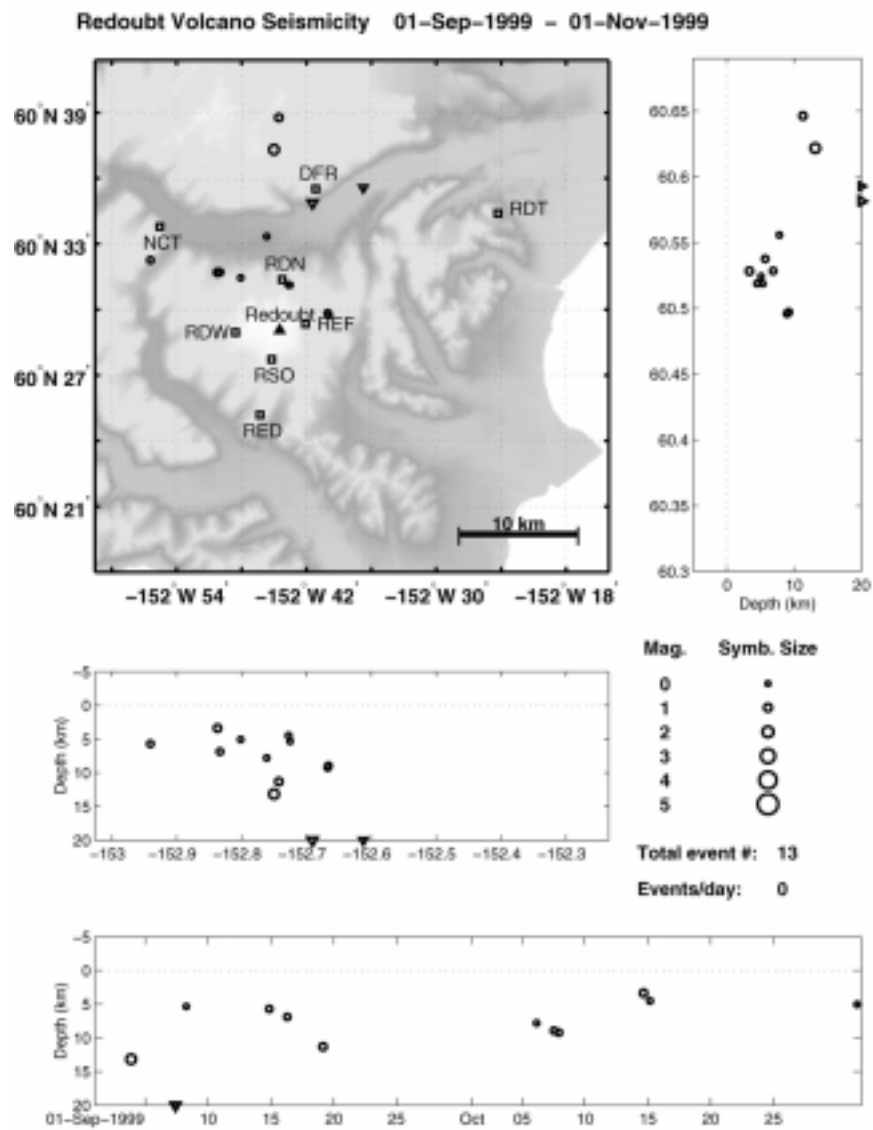 Redoubt Volcano Seismicity 01-Sep-1999 - 01-Nov-1999
60° N 39'
60° N 33'
60° N 27'
60° N 21'
DFR
RDT
NCT
RDN
Redoubt
REF
RDW
RSO
RED
10 km
-152° W 54' -152° W 42' -152° W 30' -152° W 18'
60.65
60.6
60.55
60.5
60.45
60.4
60.35
60.3
0 10 20
Depth (km)
Mag. Symb. Size
0
1
2
3
4
5
Total event #: 13
Events/day: 0
-5
0
5
10
15
20
Depth (km)
-153 -152.9 -152.8 -152.7 -152.6 -152.5 -152.4 -152.3
-5
0
5
10
15
20
Depth (km)
01-Sep-1999 10 15 20 25 Oct 05 10 15 20 25